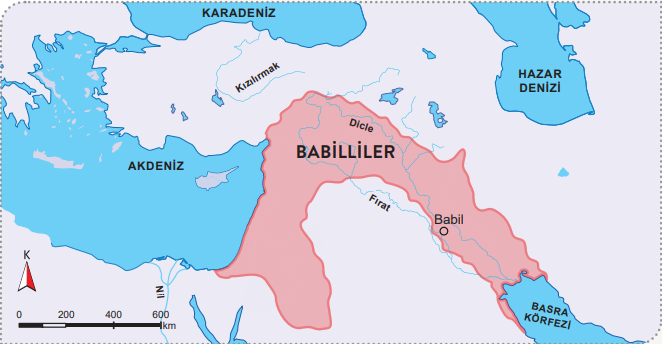 KARADENİZ
HAZAR
DENİZİ
Kızılırmak
Dicle
BABİLLİLER
AKDENİZ
Fırat
Babil
K
Nil
BASRA
KÖRFEZİ
0 200 400 600
km